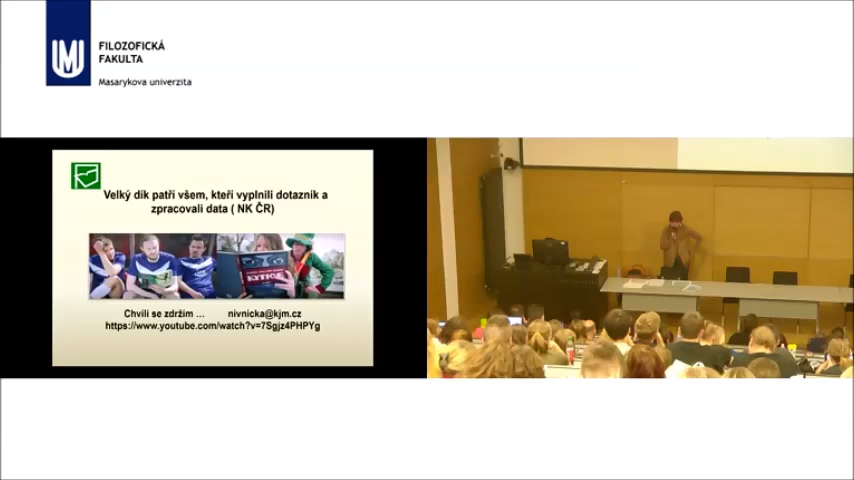 FILOZOFICKÁ
FAKULTA
Masarykova univerzita
Velký dík patří všem, kteří vyplnili dotazník a
zpracovali data ( NK ČR)
KYTICE
Chvíli se zdržím ... nivnicka@kjm.cz
https://www.youtube.com/watch?v=7Sgjz4PHPYg